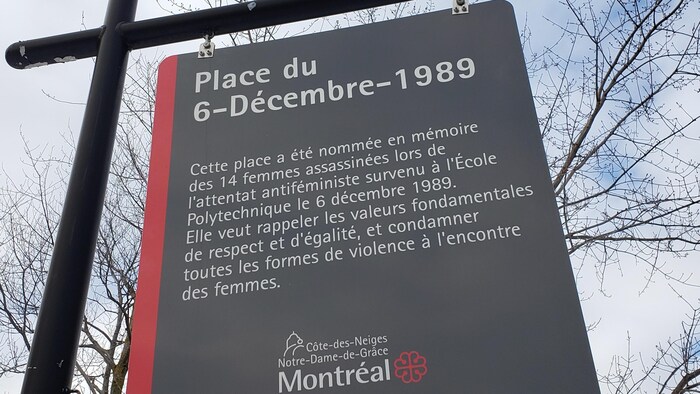 Place du
6-Décembre-1989
Cette place a été nommée en mémoire
des 14 femmes assassinées lors de
l'attentat antiféministe survenu à l'École
Polytechnique le 6 décembre 1989.
Elle veut rappeler les valeurs fondamentales
de respect et d'égalité, et condamner
toutes les formes de violence à l'encontre
des femmes.
Côte-des-Neiges
Notre-Dame-de-Grâce
Montréal